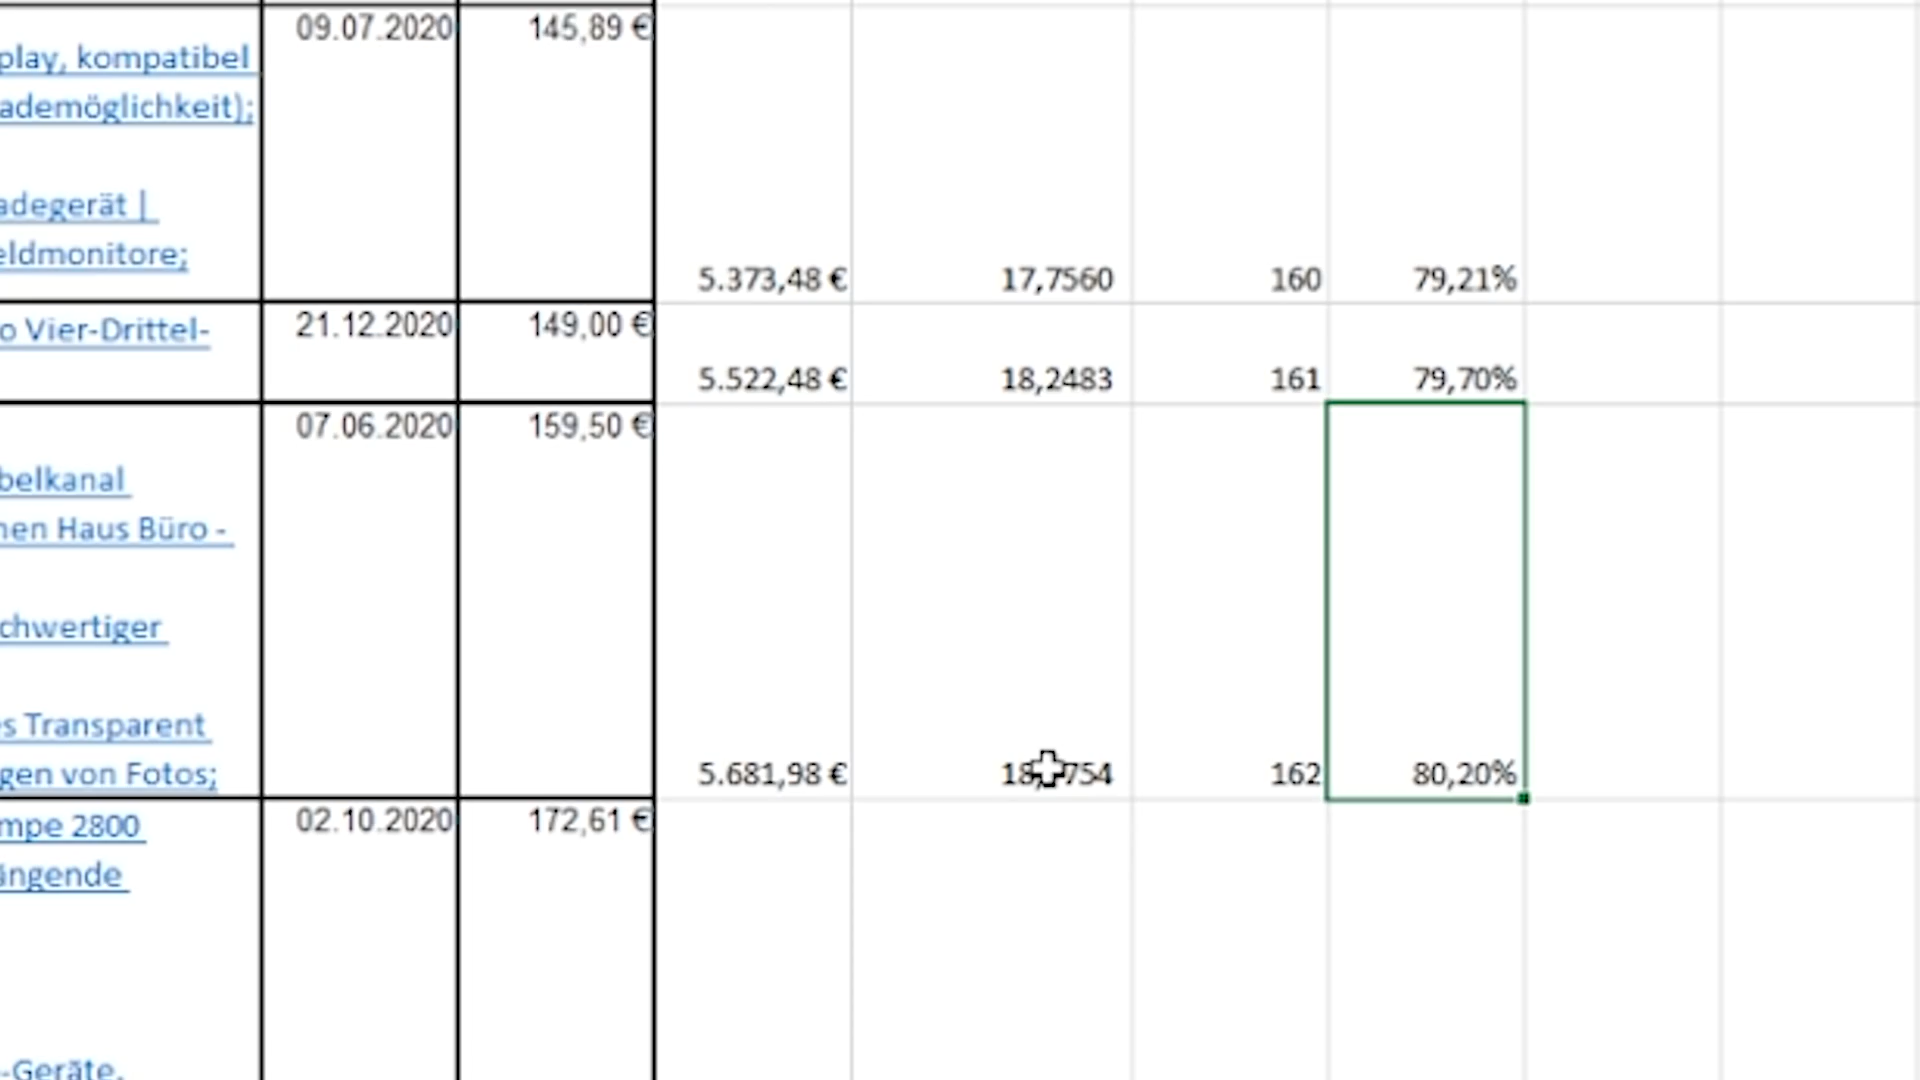 09.07.2020 145,89 €
play, kompatibel
ademöglichkeit);
adegerät |
eldmonitore;
5.373,48 € 17,7560 160 79,21%
o Vier-Drittel- 21.12.2020 149,00 €
5.522,48 € 18,2483 161 79,70%
07.06.2020 159,50 €
belkanal
nen Haus Büro -
chwertiger
es Transparent
gen von Fotos;
5.681,98 € 162 80,20%
mpe 2800 02.10.2020 172,61 €
ängende
-Geräte,